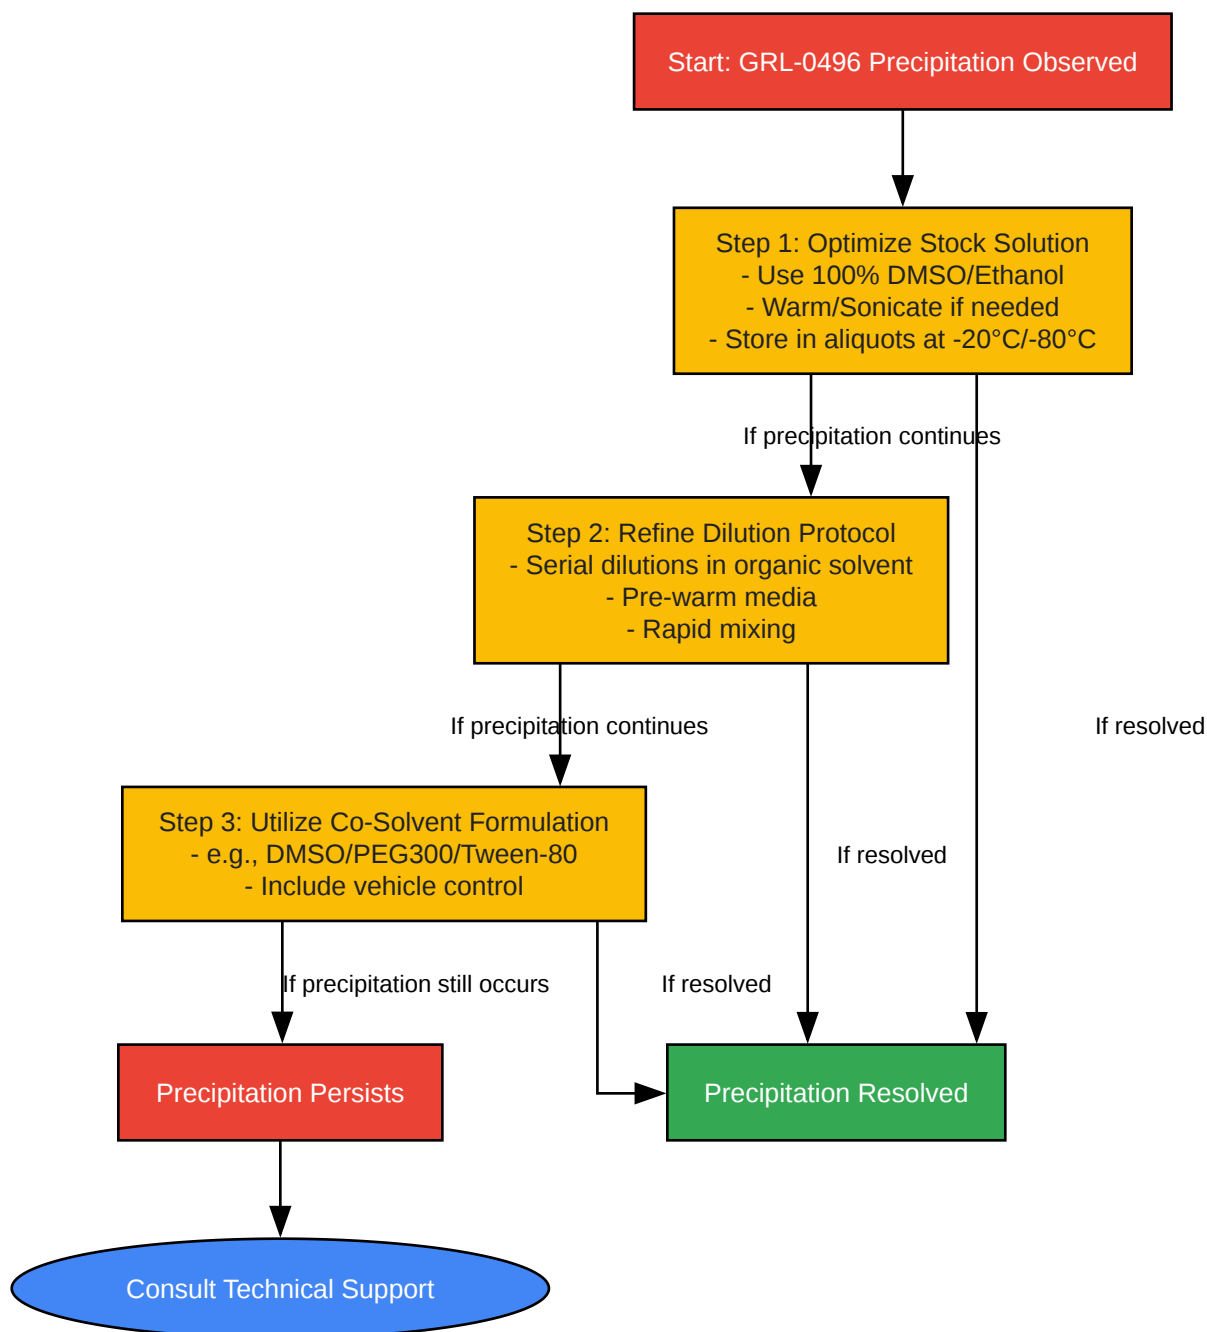 Start: GRL-0496 Precipitation Observed
Step 1: Optimize Stock Solution
- Use 100% DMSO/Ethanol
- Warm/Sonicate if needed
- Store in aliquots at -20°C/-80°C
If precipitation continues
Step 2: Refine Dilution Protocol
- Serial dilutions in organic solvent
- Pre-warm media
- Rapid mixing
If precipitation continues
If resolved
Step 3: Utilize Co-Solvent Formulation
- e.g., DMSO/PEG300/Tween-80
- Include vehicle control
If resolved
If precipitation still occurs
If resolved
Precipitation Persists
Precipitation Resolved
Consult Technical Support